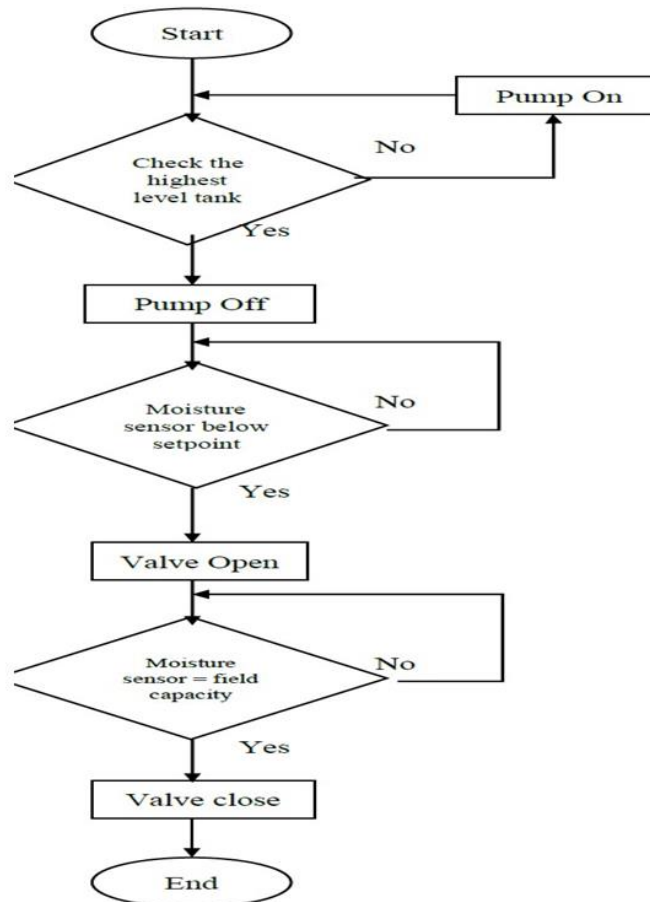 Start
Pump On
No
Check the
highest
level tank
Yes
Pump Off
No
Moisture
sensor below
setpoint
Yes
Valve Open
No
Moisture
sensor = field
capacity
Yes
Valve close
End